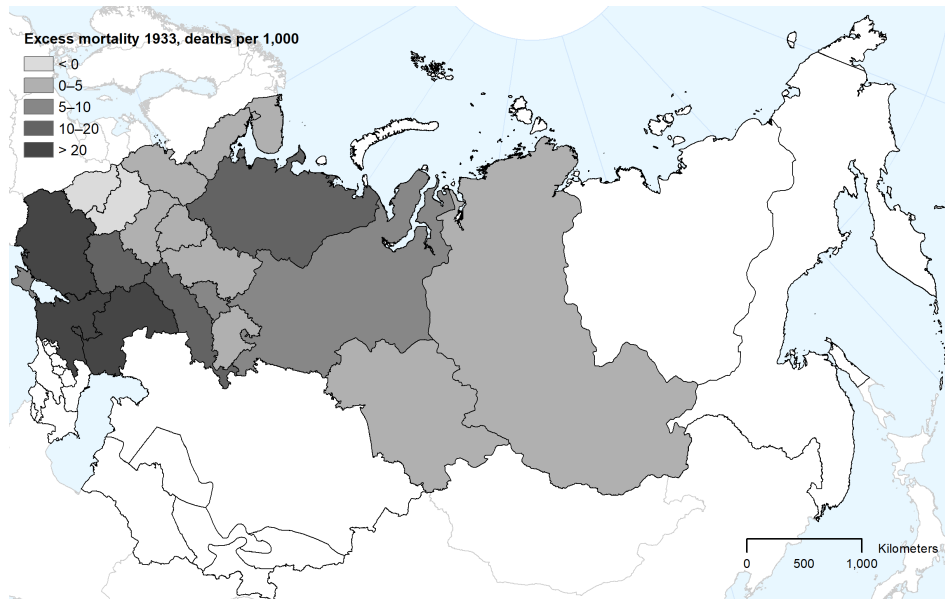 Excess mortality 1933, deaths per 1,000
< 0
0–5
5–10
10–20
> 20
Kilometers
0 500 1,000